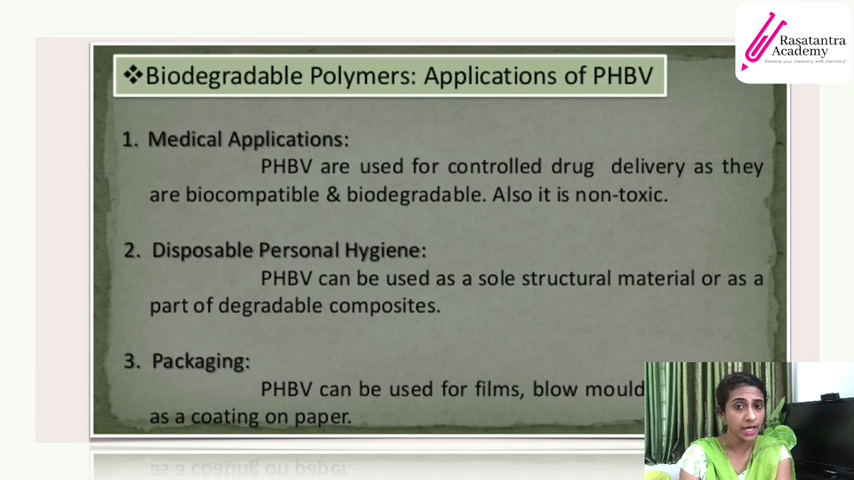 Rasatantra
Academy
Develop your chemistry with chemistry!
❖Biodegradable Polymers: Applications of PHBV
1. Medical Applications:
PHBV are used for controlled drug delivery as they
are biocompatible & biodegradable. Also it is non-toxic.
2. Disposable Personal Hygiene:
PHBV can be used as a sole structural material or as a
part of degradable composites.
3. Packaging:
PHBV can be used for films, blow mould
as a coating on paper.